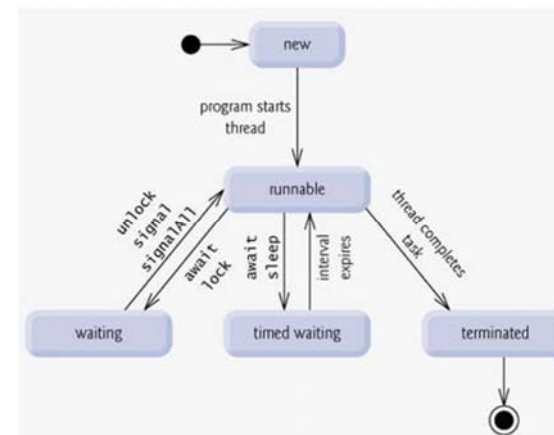 new
program starts
thread
runnable
unlock
signal
signalAll
await
lock
await
sleep
interval
expires
thread completes
task
waiting
timed waiting
terminated